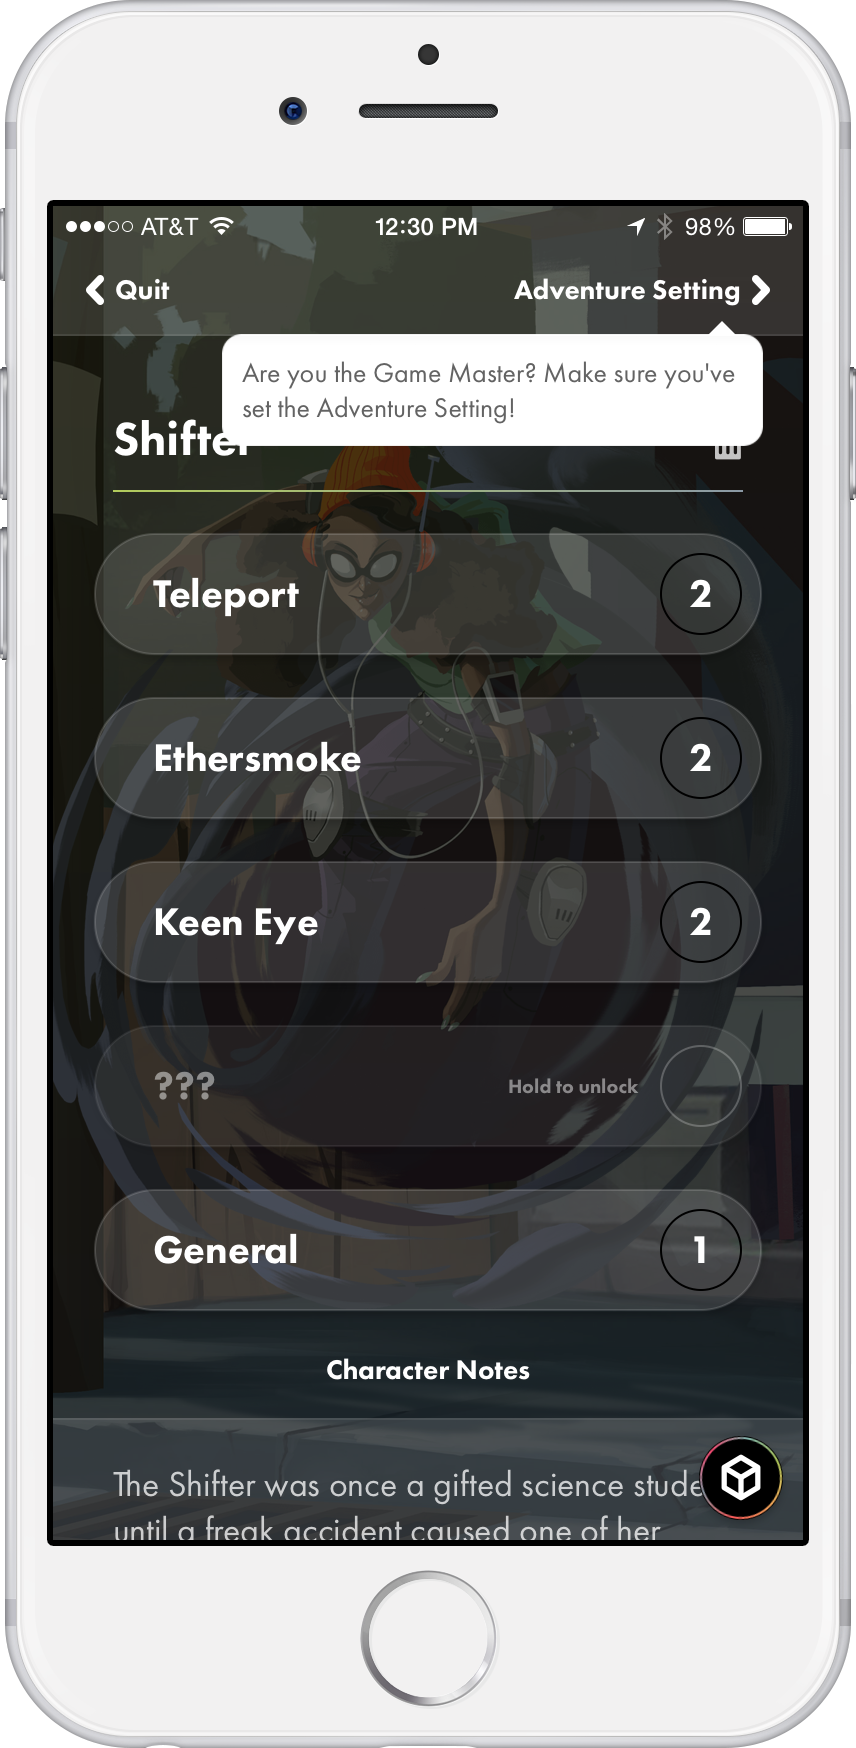 AT&T 12:30 PM 98%
Quit Adventure Setting
Are you the Game Master? Make sure you've
set the Adventure Setting!
Shifter
Teleport 2
Ethersmoke 2
Keen Eye 2
??? Hold to unlock
General 1
Character Notes
The Shifter was once a gifted science stude
until a freak accident caused one of her